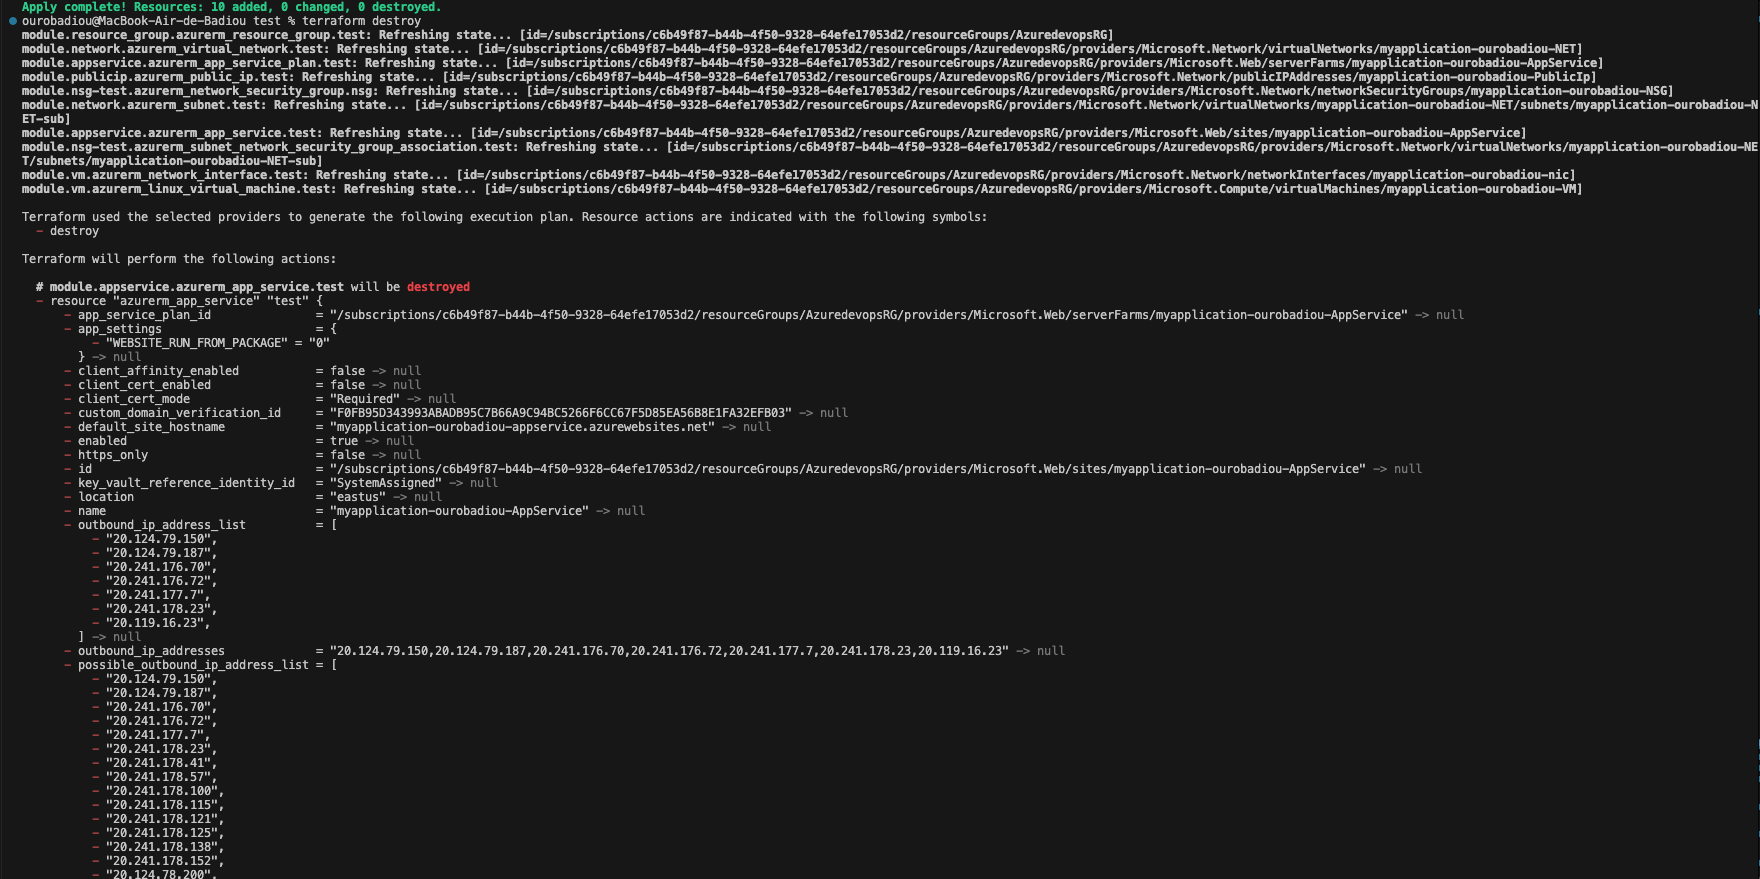 Apply complete! Resources: 10 added, 0 changed, 0 destroyed.
ourobadiou@MacBook-Air-de-Badiou test % terraform destroy
module.resource_group.azurerm_resource_group.test: Refreshing state... [id=/subscriptions/c6b49f87-b44b-4f50-9328-64efe17053d2/resourceGroups/AzuredevopsRG]
module.network.azurerm_virtual_network.test: Refreshing state... [id=/subscriptions/c6b49f87-b44b-4f50-9328-64efe17053d2/resourceGroups/AzuredevopsRG/providers/Microsoft.Network/virtualNetworks/myapplication-ourobadiou-NET]
module.appservice.azurerm_app_service_plan.test: Refreshing state... [id=/subscriptions/c6b49f87-b44b-4f50-9328-64efe17053d2/resourceGroups/AzuredevopsRG/providers/Microsoft.Web/serverFarms/myapplication-ourobadiou-AppService]
module.publicip.azurerm_public_ip.test: Refreshing state... [id=/subscriptions/c6b49f87-b44b-4f50-9328-64efe17053d2/resourceGroups/AzuredevopsRG/providers/Microsoft.Network/publicIPAddresses/myapplication-ourobadiou-PublicIp]
module.nsg-test.azurerm_network_security_group.nsg: Refreshing state... [id=/subscriptions/c6b49f87-b44b-4f50-9328-64efe17053d2/resourceGroups/AzuredevopsRG/providers/Microsoft.Network/networkSecurityGroups/myapplication-ourobadiou-NSG]
module.network.azurerm_subnet.test: Refreshing state... [id=/subscriptions/c6b49f87-b44b-4f50-9328-64efe17053d2/resourceGroups/AzuredevopsRG/providers/Microsoft.Network/virtualNetworks/myapplication-ourobadiou-NET/subnets/myapplication-ourobadiou-N
ET-sub]
module.appservice.azurerm_app_service.test: Refreshing state... [id=/subscriptions/c6b49f87-b44b-4f50-9328-64efe17053d2/resourceGroups/AzuredevopsRG/providers/Microsoft.Web/sites/myapplication-ourobadiou-AppService]
module.nsg-test.azurerm_subnet_network_security_group_association.test: Refreshing state... [id=/subscriptions/c6b49f87-b44b-4f50-9328-64efe17053d2/resourceGroups/AzuredevopsRG/providers/Microsoft.Network/virtualNetworks/myapplication-ourobadiou-NE
T/subnets/myapplication-ourobadiou-NET-sub]
module.vm.azurerm_network_interface.test: Refreshing state... [id=/subscriptions/c6b49f87-b44b-4f50-9328-64efe17053d2/resourceGroups/AzuredevopsRG/providers/Microsoft.Network/networkInterfaces/myapplication-ourobadiou-nic]
module.vm.azurerm_linux_virtual_machine.test: Refreshing state... [id=/subscriptions/c6b49f87-b44b-4f50-9328-64efe17053d2/resourceGroups/AzuredevopsRG/providers/Microsoft.Compute/virtualMachines/myapplication-ourobadiou-VM]
Terraform used the selected providers to generate the following execution plan. Resource actions are indicated with the following symbols:
- destroy
Terraform will perform the following actions:
# module.appservice.azurerm_app_service.test will be destroyed
- resource "azurerm_app_service" "test" {
- app_service_plan_id = "/subscriptions/c6b49f87-b44b-4f50-9328-64efe17053d2/resourceGroups/AzuredevopsRG/providers/Microsoft.Web/serverFarms/myapplication-ourobadiou-AppService" -> null
- app_settings = {
- "WEBSITE_RUN_FROM_PACKAGE" = "0"
} -> null
- client_affinity_enabled = false -> null
- client_cert_enabled = false -> null
- client_cert_mode = "Required" -> null
- custom_domain_verification_id = "F0FB95D343993ABADB95C7B66A9C94BC5266F6CC67F5D85EA56B8E1FA32EFB03" -> null
- default_site_hostname = "myapplication-ourobadiou-appservice.azurewebsites.net" -> null
- enabled = true -> null
- https_only = false -> null
- id = "/subscriptions/c6b49f87-b44b-4f50-9328-64efe17053d2/resourceGroups/AzuredevopsRG/providers/Microsoft.Web/sites/myapplication-ourobadiou-AppService" -> null
- key_vault_reference_identity_id = "SystemAssigned" -> null
- location = "eastus" -> null
- name = "myapplication-ourobadiou-AppService" -> null
- outbound_ip_address_list = [
- "20.124.79.150",
- "20.124.79.187",
- "20.241.176.70",
- "20.241.176.72",
- "20.241.177.7",
- "20.241.178.23",
- "20.119.16.23",
] -> null
- outbound_ip_addresses = "20.124.79.150,20.124.79.187,20.241.176.70,20.241.176.72,20.241.177.7,20.241.178.23,20.119.16.23" -> null
- possible_outbound_ip_address_list = [
- "20.124.79.150",
- "20.124.79.187",
- "20.241.176.70",
- "20.241.176.72",
- "20.241.177.7",
- "20.241.178.23",
- "20.241.178.41",
- "20.241.178.57",
- "20.241.178.100",
- "20.241.178.115",
- "20.241.178.121",
- "20.241.178.125",
- "20.241.178.138",
- "20.241.178.152",
- "20.124.78.200",